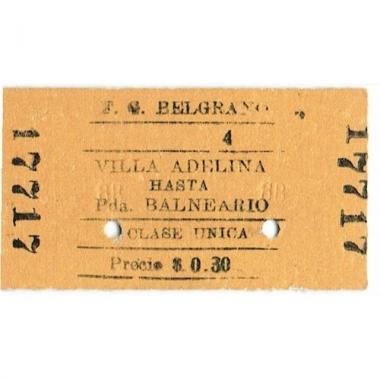 F. G. BELGRANO
4
VILLA ADELINA
HASTA
Pda. BALNEARIO
CLASE UNICA
Precio $ 0.30
17717
17717